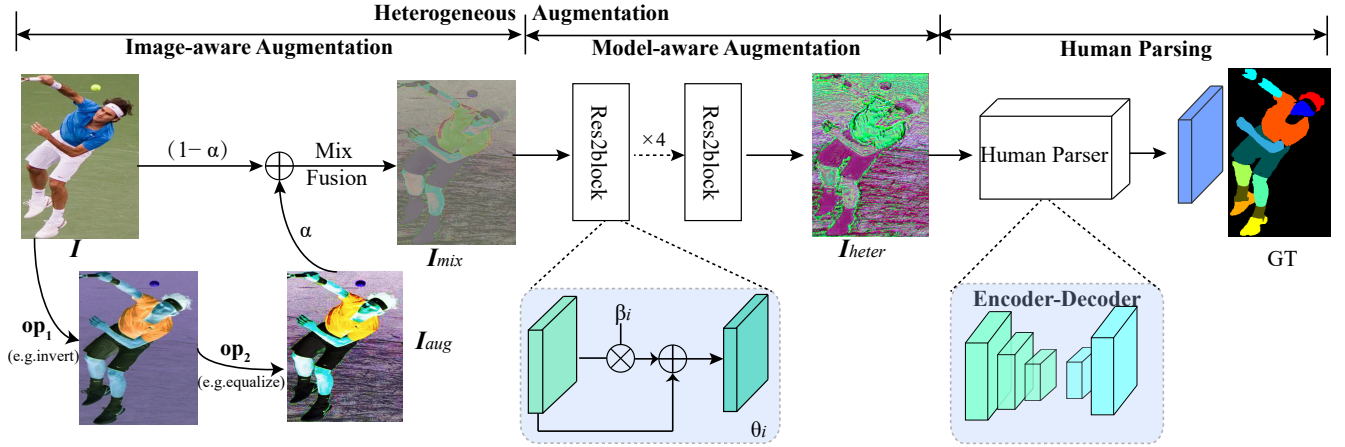 Heterogeneous Augmentation
Image-aware Augmentation
Model-aware Augmentation
Human Parsing
(1− α)
Mix
Fusion
α
I
Imix
Res2block
×4
Res2block
Iheter
Human Parser
GT
op1
(e.g.invert)
op2
(e.g.equalize)
Iaug
βi
θi
Encoder-Decoder